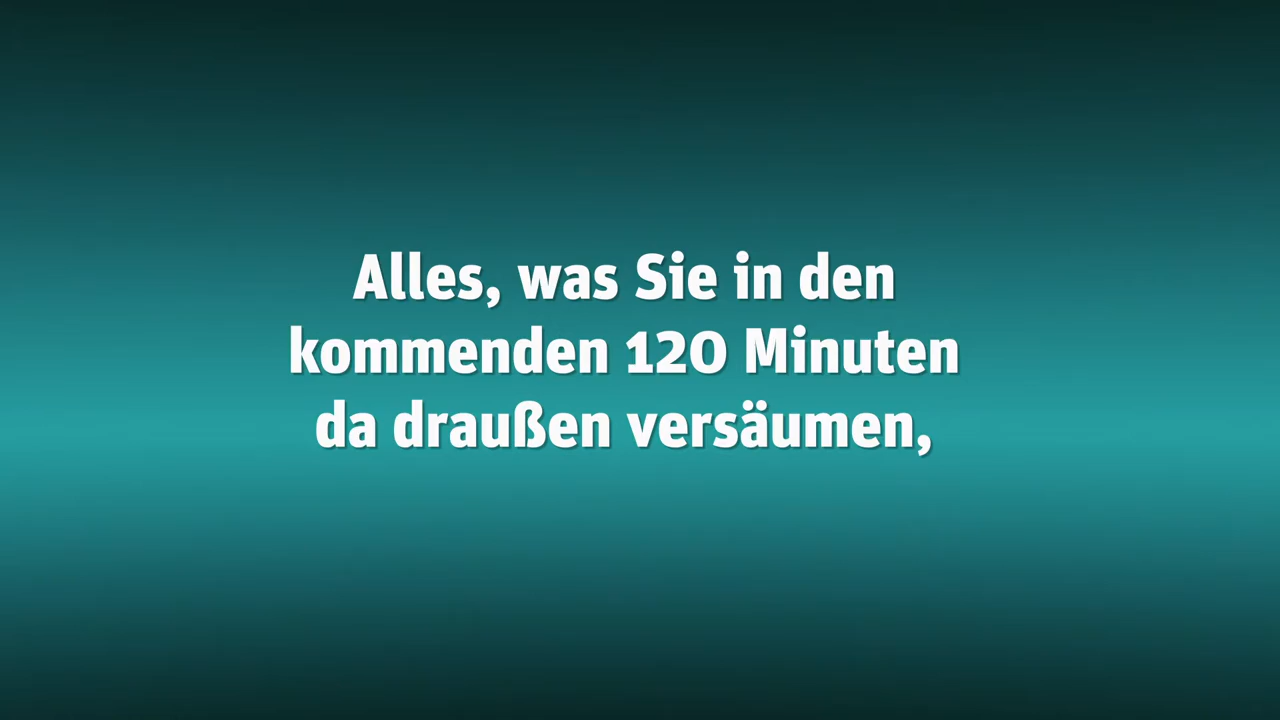 Alles, was Sie in den
kommenden 120 Minuten
da draußen versäumen,